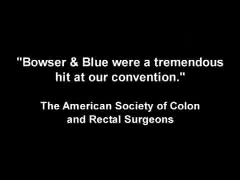 "Bowser & Blue were a tremendous
hit at our convention."
The American Society of Colon
and Rectal Surgeons